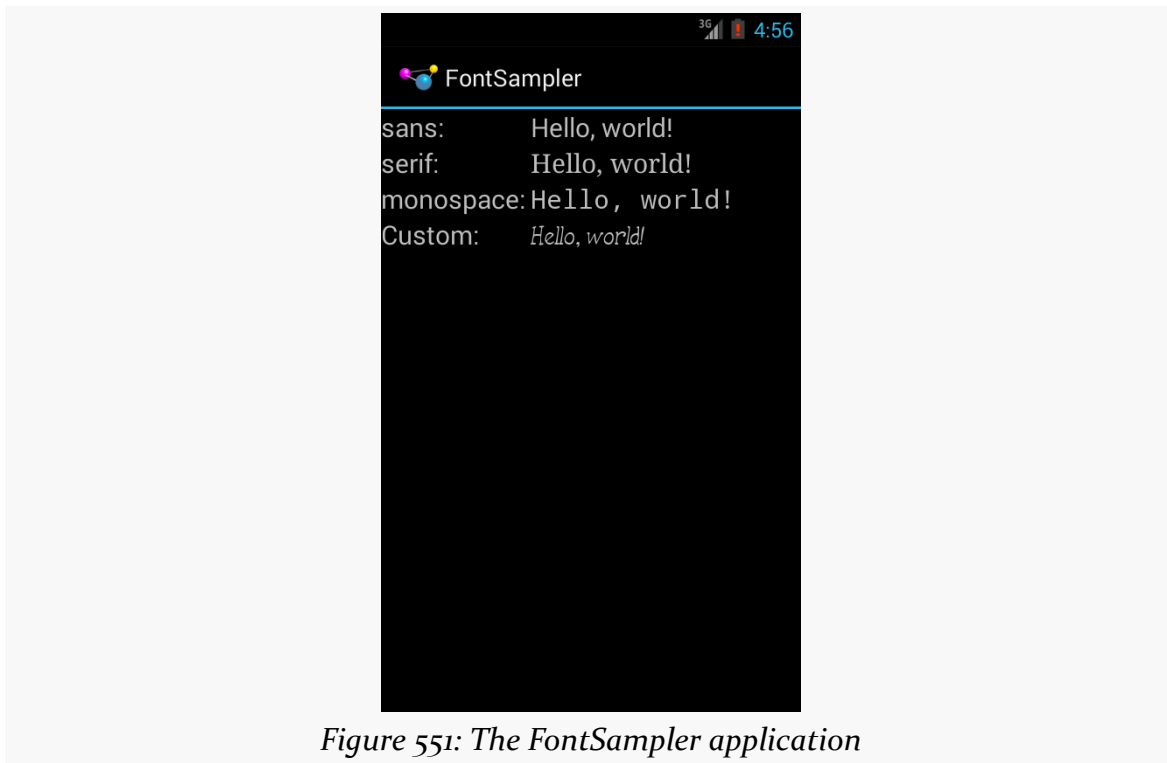 3G 4:56
FontSampler
sans: Hello, world!
serif: Hello, world!
monospace: Hello, world!
Custom: Hello, world!
Figure 551: The FontSampler application